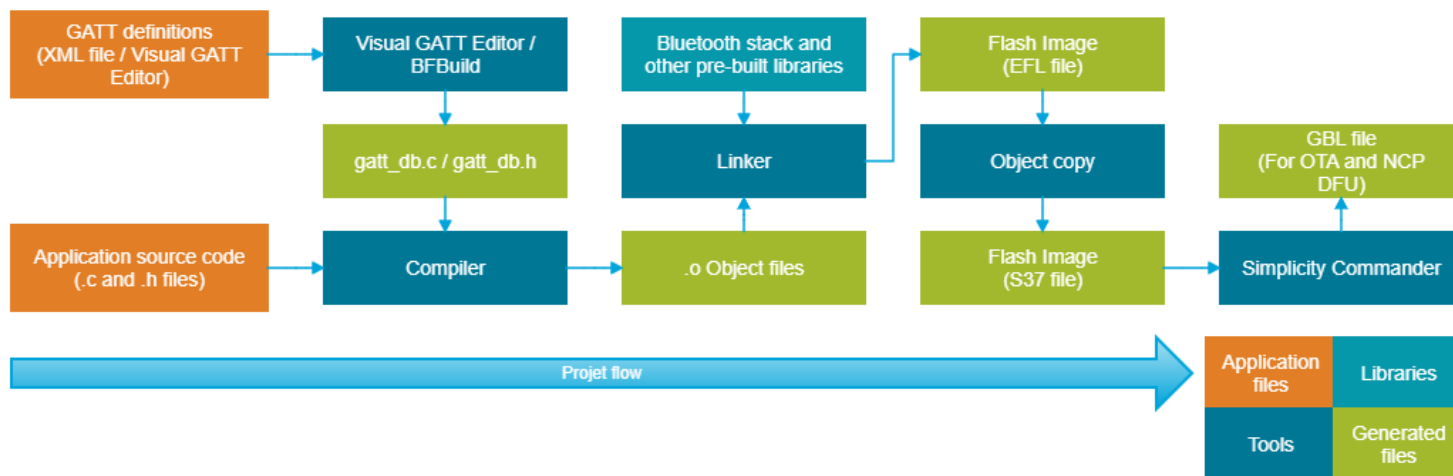 GATT definitions
(XML file / Visual GATT
Editor)
Visual GATT Editor /
BFBuild
Bluetooth stack and
other pre-built libraries
Flash Image
(EFL file)
gatt_db.c / gatt_db.h
Linker
Object copy
GBL file
(For OTA and NCP
DFU)
Application source code
(.c and .h files)
Compiler
.o Object files
Flash Image
(S37 file)
Simplicity Commander
Projet flow
Application
files
Libraries
Tools
Generated
files